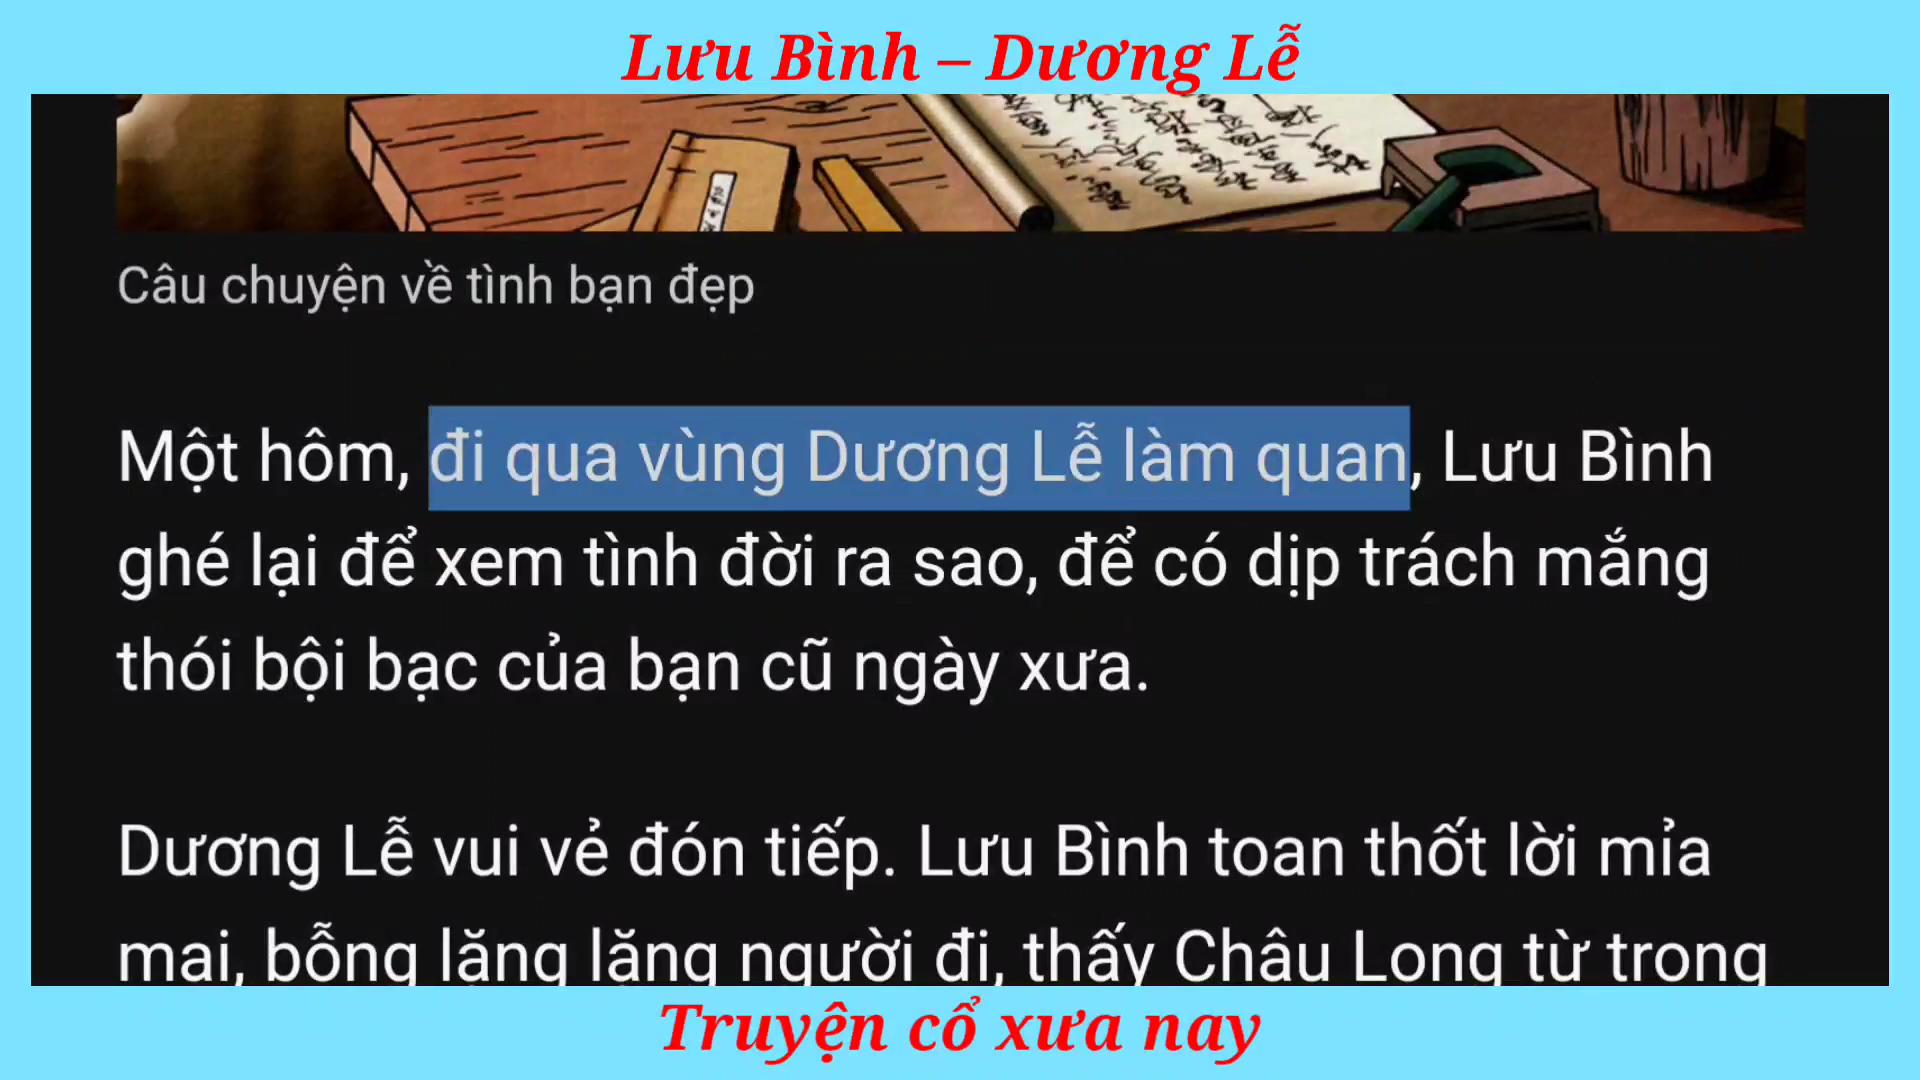 Lưu Bình – Dương Lễ
Câu chuyện về tình bạn đẹp
Một hôm, đi qua vùng Dương Lễ làm quan, Lưu Bình
ghé lại để xem tình đời ra sao, để có dịp trách mắng
thói bội bạc của bạn cũ ngày xưa.
Dương Lễ vui vẻ đón tiếp. Lưu Bình toan thốt lời mỉa
mai, bỗng lặng lặng người đi, thấy Châu Long từ trong
Truyện cổ xưa nay